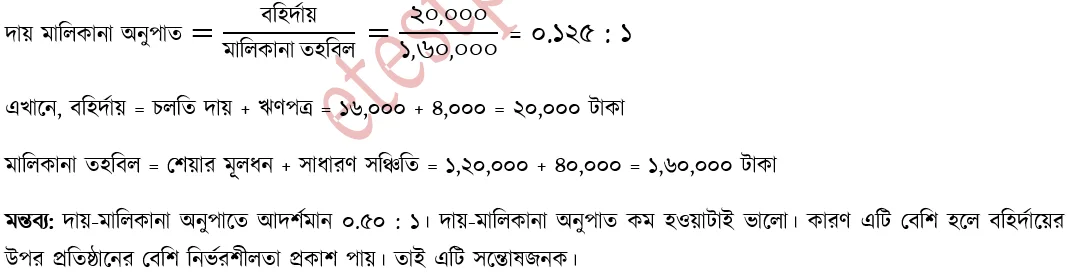 দায় মালিকানা অনুপাত = বহির্দায় / মালিকানা তহবিল = ২০,০০০ / ১,৬০,০০০ = ০.১২৫ : ১
এখানে, বহির্দায় = চলতি দায় + ঋণপত্র = ১৬,০০০ + ৪,০০০ = ২০,০০০ টাকা
মালিকানা তহবিল = শেয়ার মূলধন + সাধারণ সঞ্চিতি = ১,২০,০০০ + ৪০,০০০ = ১,৬০,০০০ টাকা
মন্তব্য: দায়-মালিকানা অনুপাতে আদর্শমান ০.৫০ : ১। দায়-মালিকানা অনুপাত কম হওয়াটাই ভালো। কারণ এটি বেশি হলে বহির্দায়ের
উপর প্রতিষ্ঠানের বেশি নির্ভরশীলতা প্রকাশ পায়। তাই এটি সন্তোষজনক।